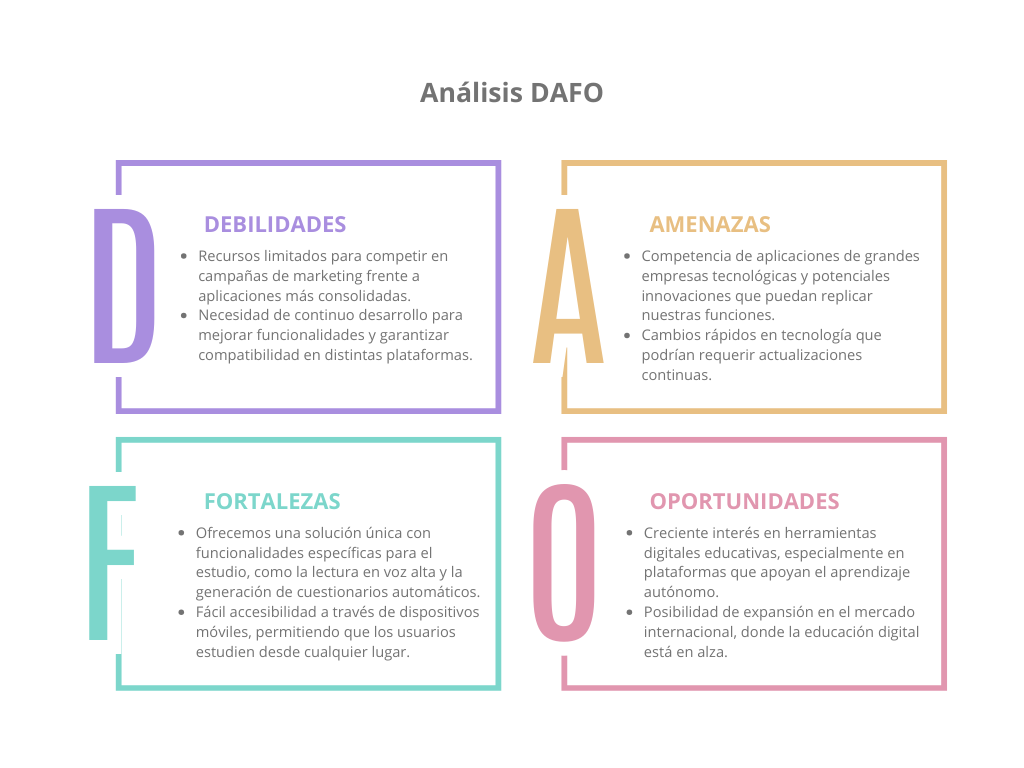 Análisis DAFO
D
DEBILIDADES
• Recursos limitados para competir en
campañas de marketing frente a
aplicaciones más consolidadas.
• Necesidad de continuo desarrollo para
mejorar funcionalidades y garantizar
compatibilidad en distintas plataformas.
A
AMENAZAS
• Competencia de aplicaciones de grandes
empresas tecnológicas y potenciales
innovaciones que puedan replicar
nuestras funciones.
• Cambios rápidos en tecnología que
podrían requerir actualizaciones
continuas.
F
FORTALEZAS
• Ofrecemos una solución única con
funcionalidades específicas para el
estudio, como la lectura en voz alta y la
generación de cuestionarios automáticos.
• Fácil accesibilidad a través de dispositivos
móviles, permitiendo que los usuarios
estudien desde cualquier lugar.
O
OPORTUNIDADES
• Creciente interés en herramientas
digitales educativas, especialmente en
plataformas que apoyan el aprendizaje
autónomo.
• Posibilidad de expansión en el mercado
internacional, donde la educación digital
está en alza.